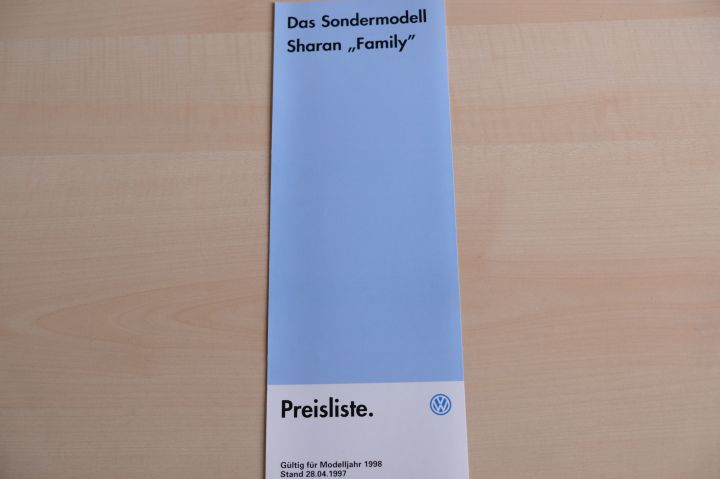 Das Sondermodell
Sharan „Family”
Preisliste.
Gültig für Modelljahr 1998
Stand 28.04.1997